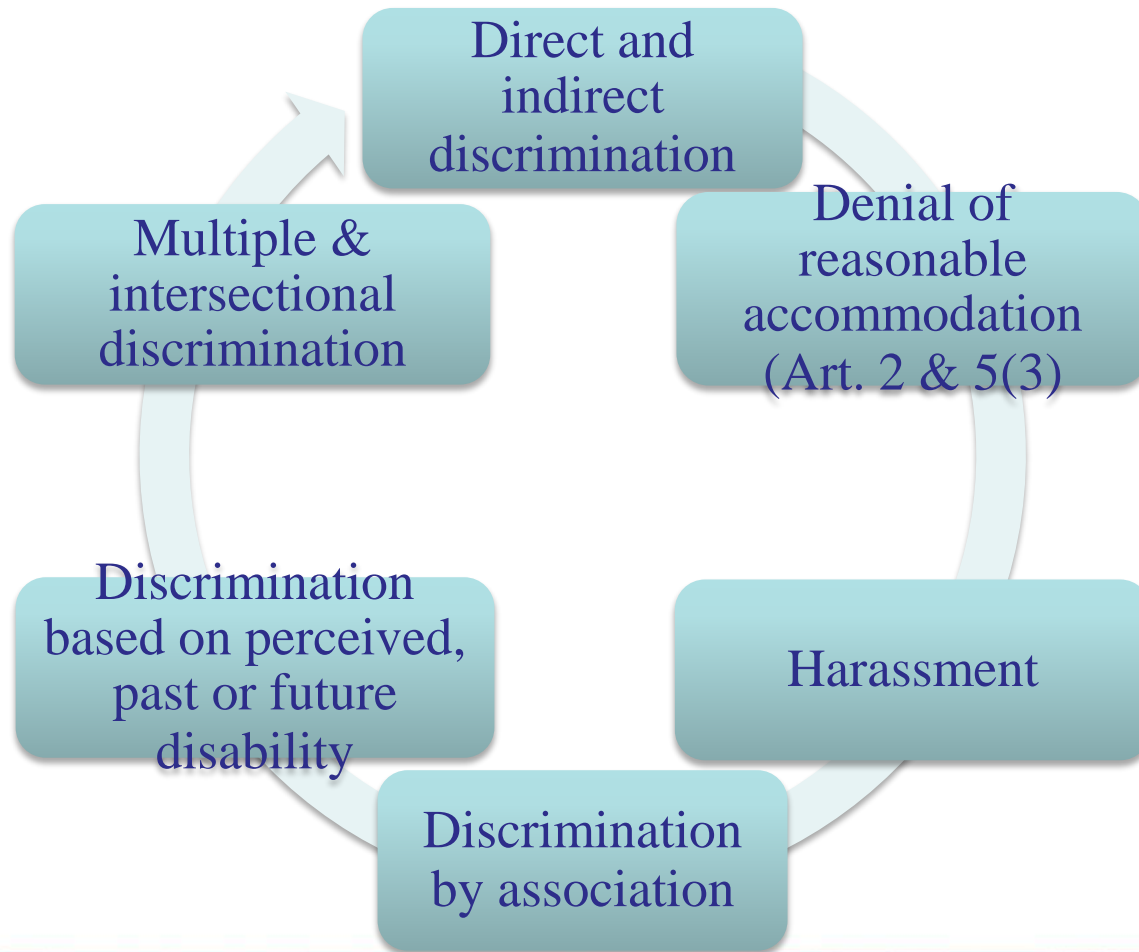 Direct and
indirect
discrimination
Denial of
reasonable
accommodation
(Art. 2 & 5(3)
Harassment
Discrimination
by association
Discrimination
based on perceived,
past or future
disability
Multiple &
intersectional
discrimination